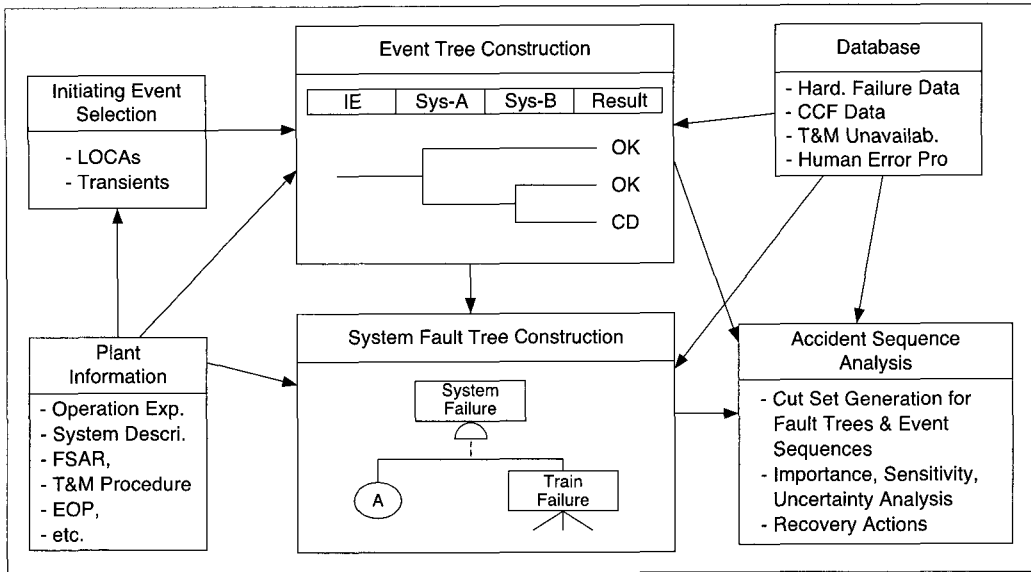 Initiating Event
Selection
- LOCAs
- Transients
Plant
Information
- Operation Exp.
- System Descri.
- FSAR,
- T&M Procedure
- EOP,
- etc.
Event Tree Construction
IE Sys-A Sys-B Result
OK
OK
CD
System Fault Tree Construction
System
Failure
A
Train
Failure
Database
- Hard. Failure Data
- CCF Data
- T&M Unavailab.
- Human Error Pro
Accident Sequence
Analysis
- Cut Set Generation for
Fault Trees & Event
Sequences
- Importance, Sensitivity,
Uncertainty Analysis
- Recovery Actions